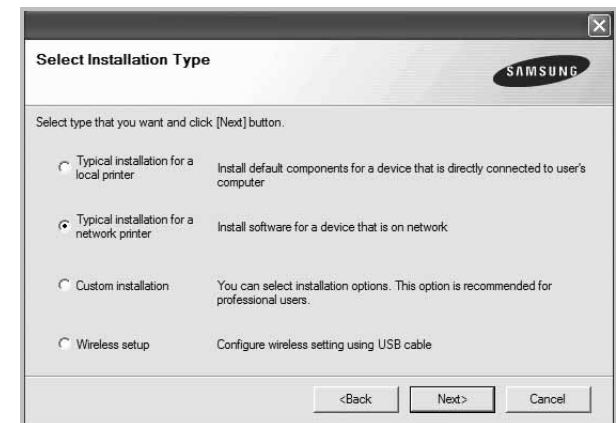 Select Installation Type
SAMSUNG
Select type that you want and click [Next] button.
Typical installation for a
local printer
Install default components for a device that is directly connected to user's
computer
Typical installation for a
network printer
Install software for a device that is on network
Custom installation
You can select installation options. This option is recommended for
professional users.
Wireless setup
Configure wireless setting using USB cable
<Back
Next>
Cancel